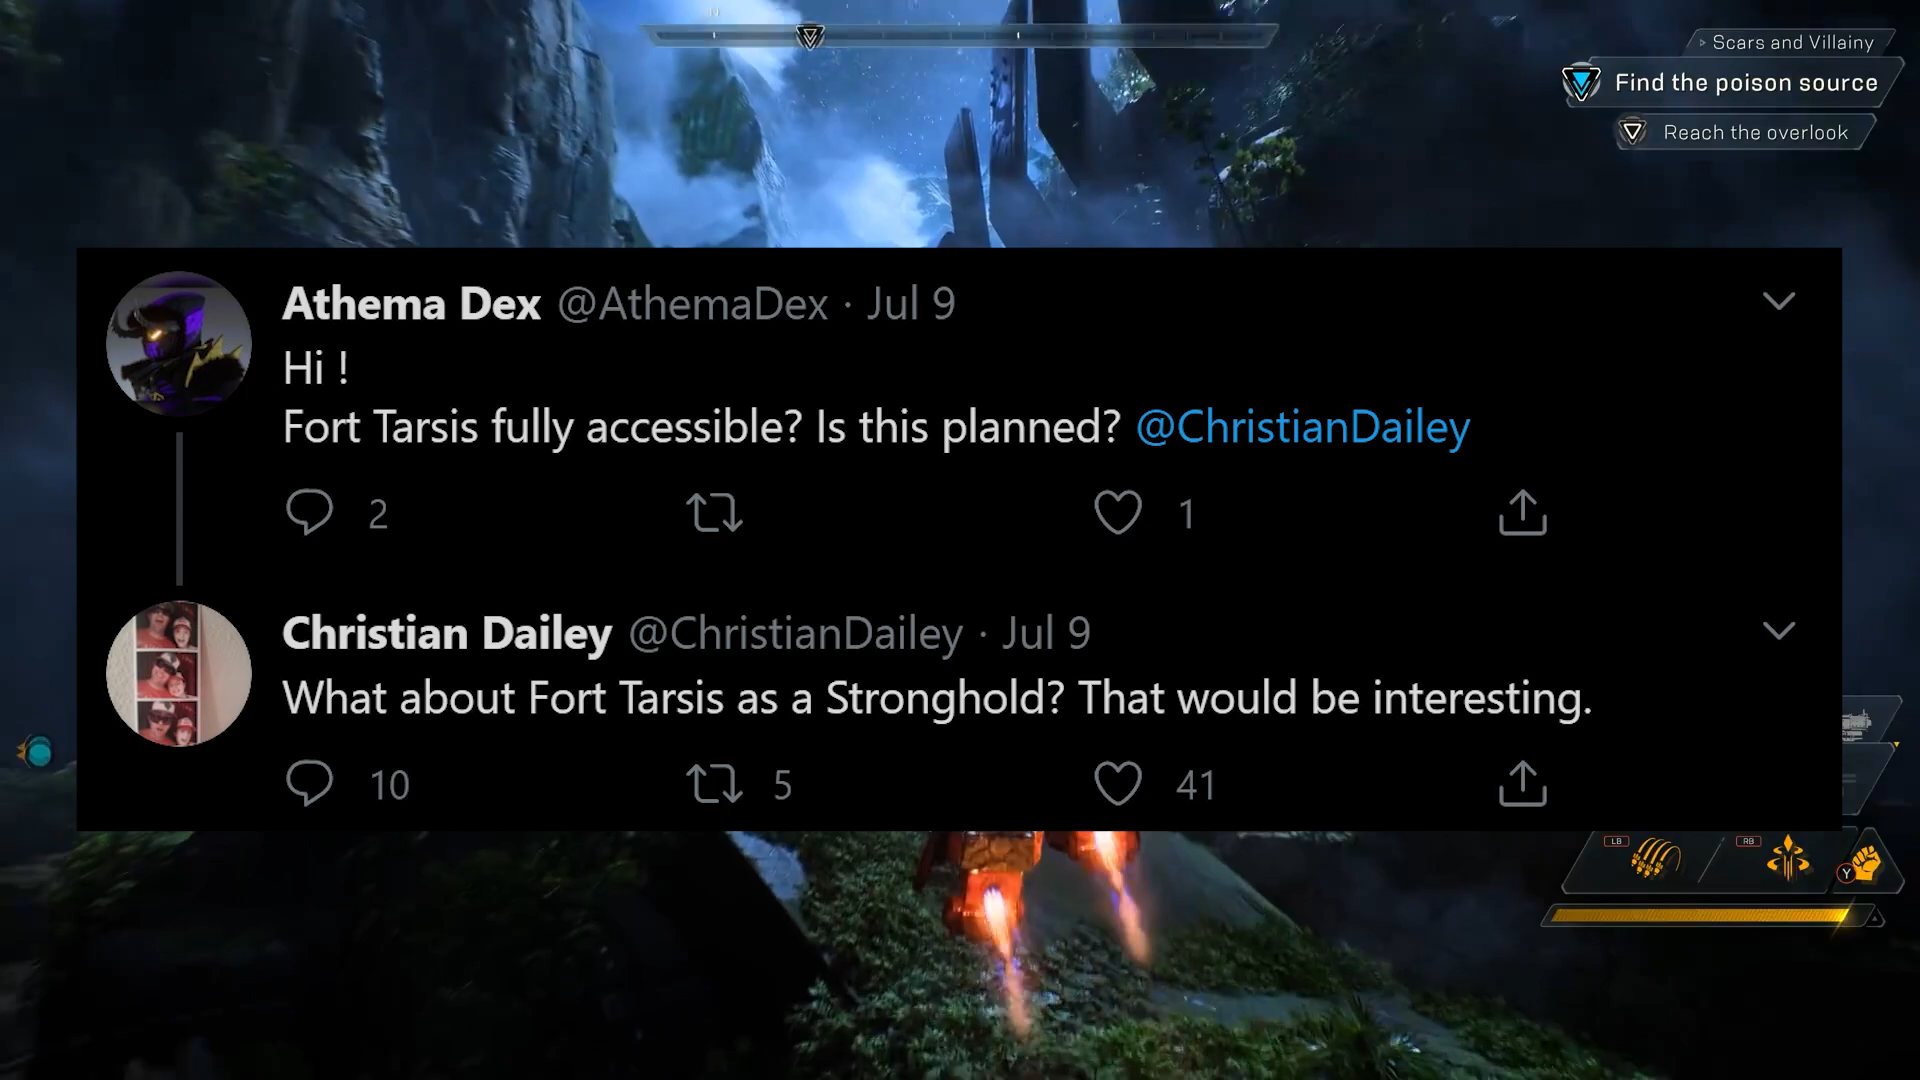 Scars and Villainy
Find the poison source
Reach the overlook
Athema Dex @AthemaDex · Jul 9
Hi !
Fort Tarsis fully accessible? Is this planned? @ChristianDailey
2 1
Christian Dailey @ChristianDailey · Jul 9
What about Fort Tarsis as a Stronghold? That would be interesting.
10 5 41
LB RB
Y